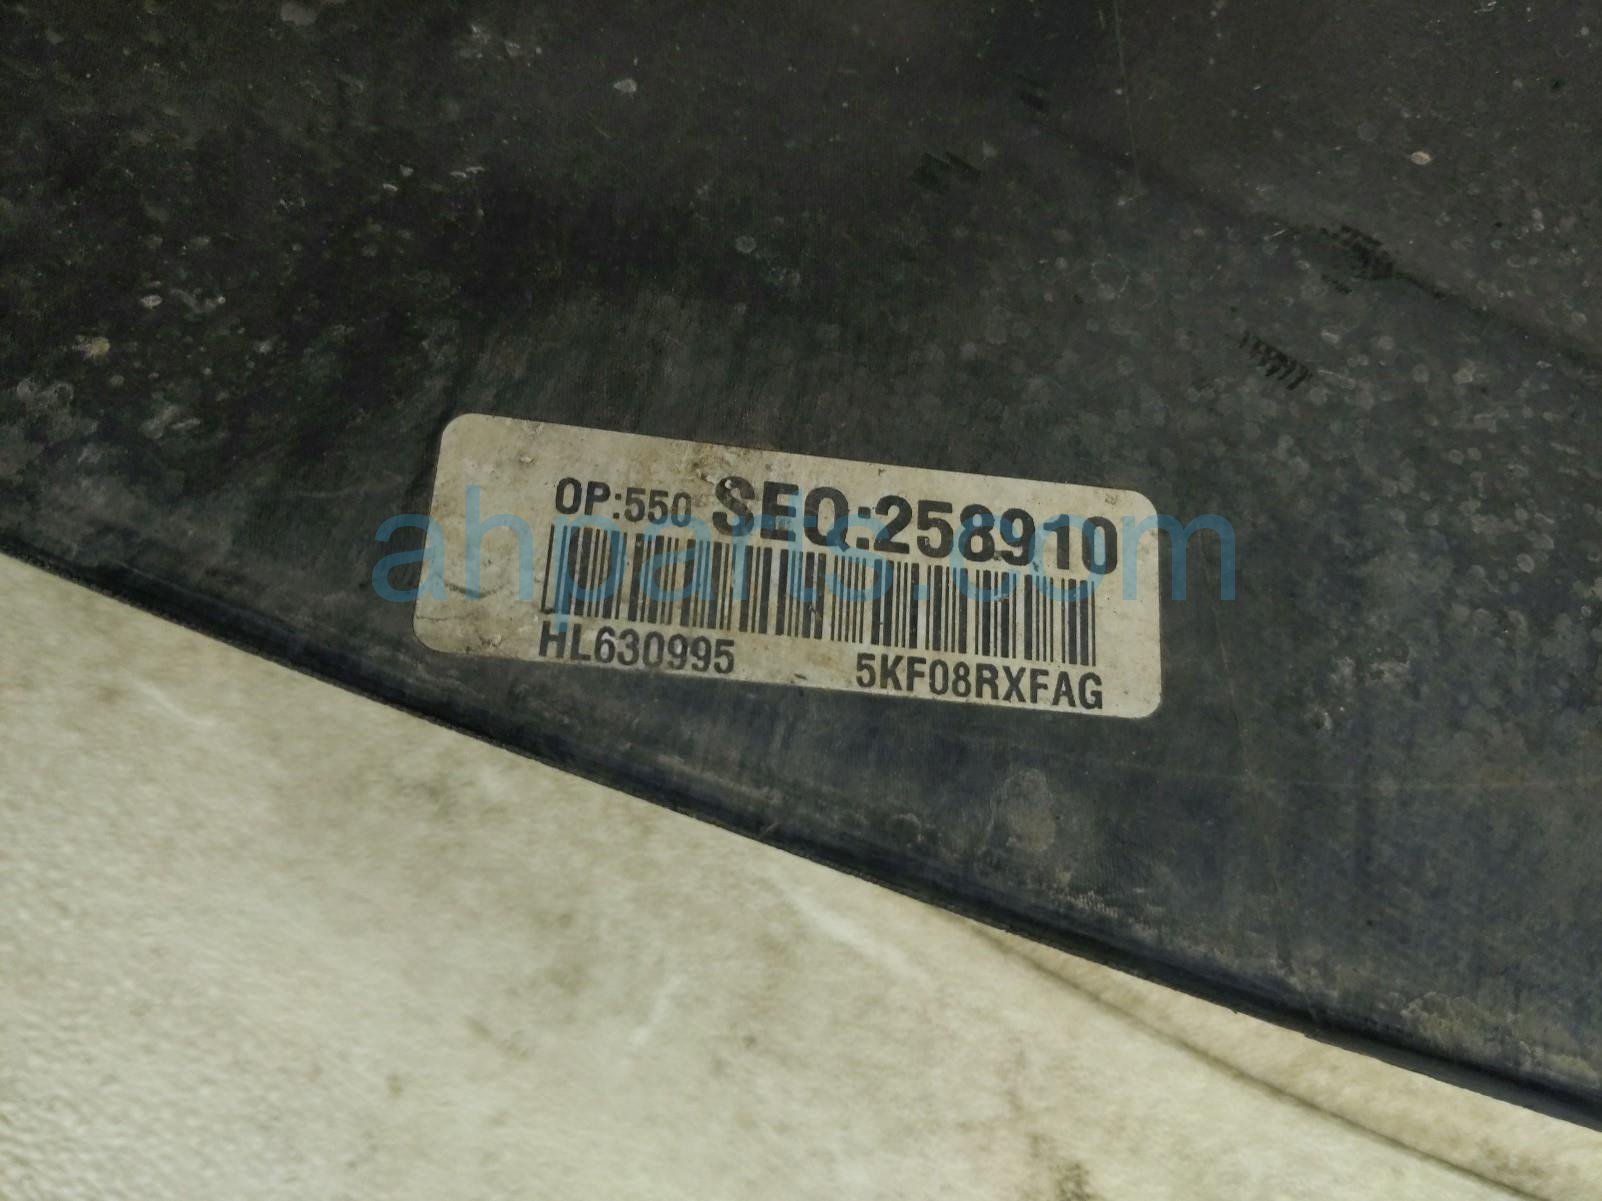 OP:550 SEQ:258910
HL630995 5KF08RXFAG
ahparts.com